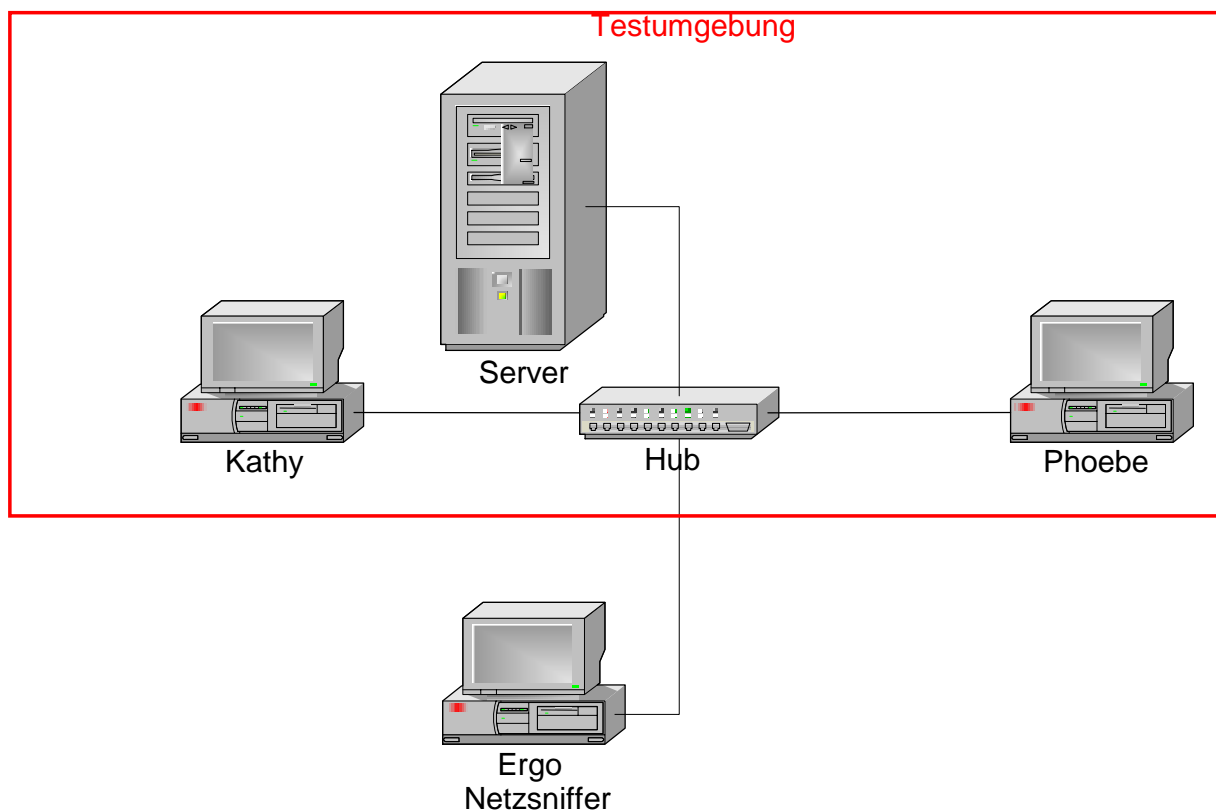 Testumgebung
Server
Kathy
Hub
Phoebe
Ergo
Netzsniffer